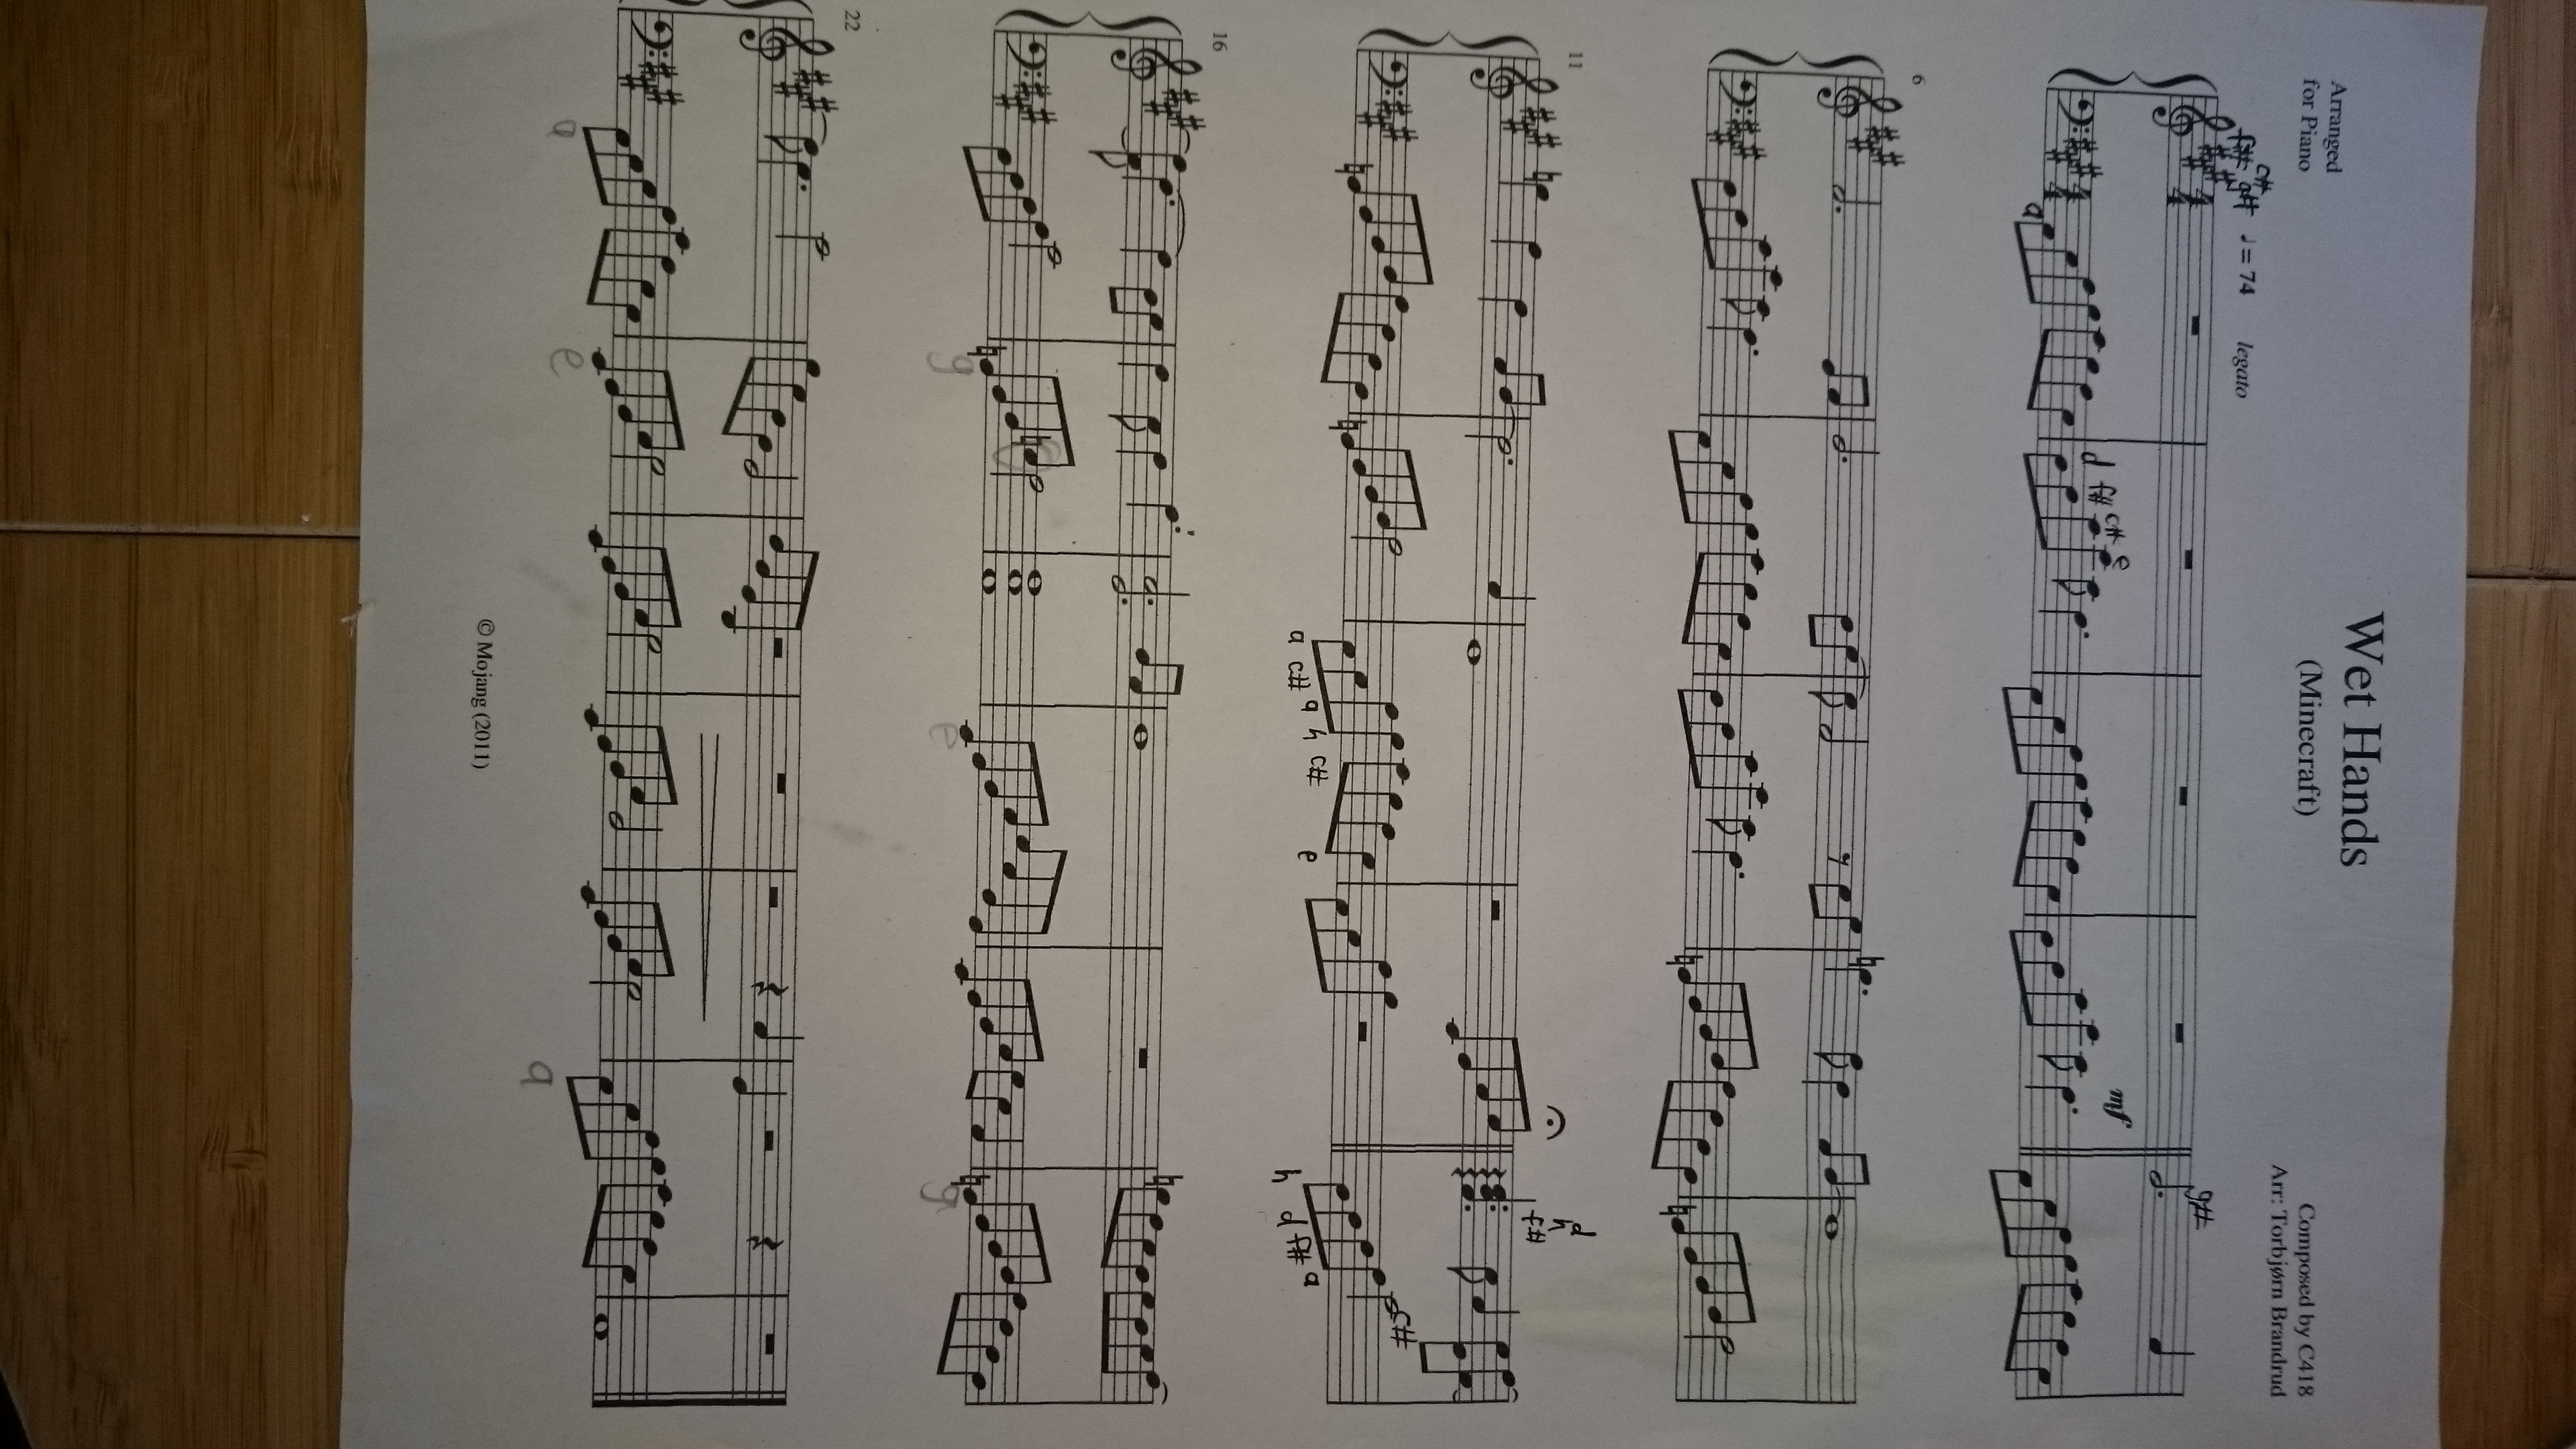 Wet Hands
(Minecraft)
Arranged
for Piano
Composed by C418
Arr: Torbjørn Brandrud
c#
f# g#
♩ = 74 legato
a
d f# c# e
mf
g#
6
11
a c# a h c# e
d
h
f#
h d f# a
c#
16
g
e
g
22
a
e
a
© Mojang (2011)